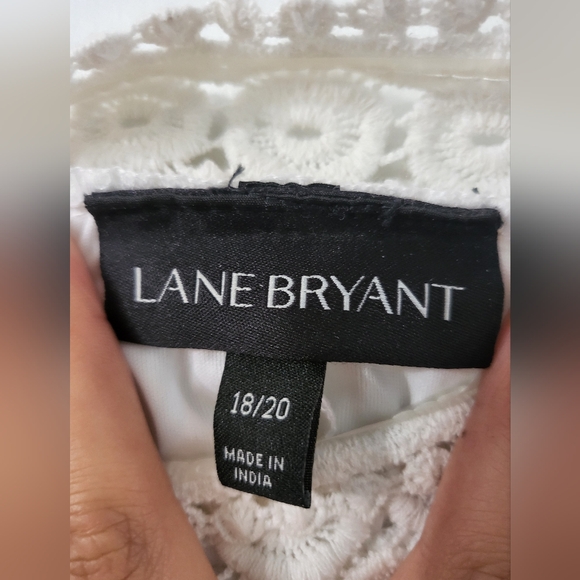 LANE BRYANT
18/20
MADE IN
INDIA